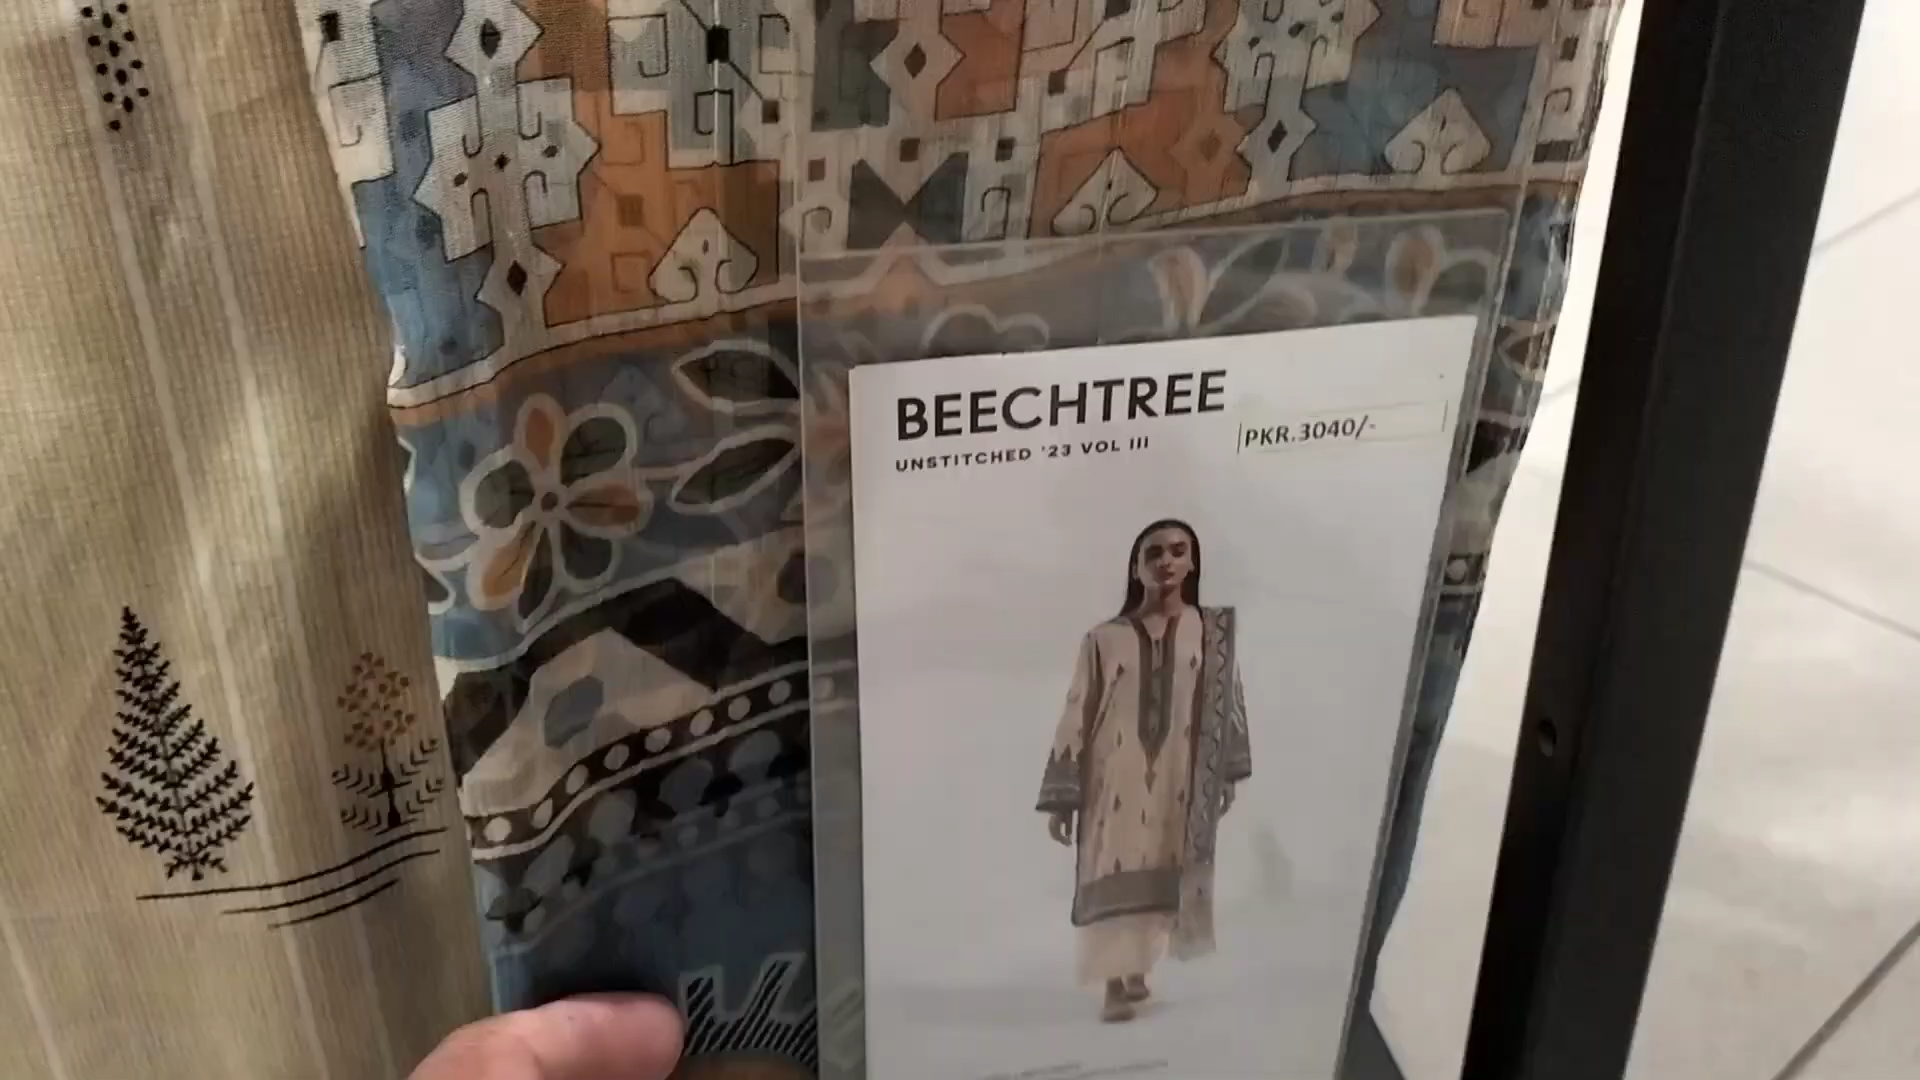 BEECHTREE
UNSTITCHED '23 VOL III
PKR.3040/-